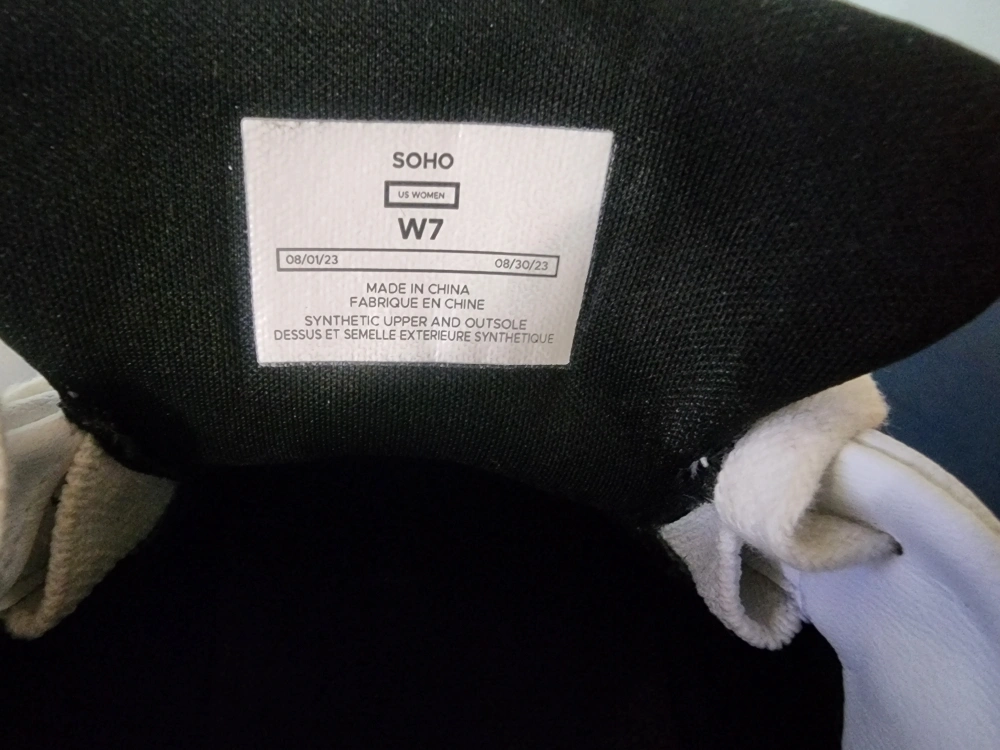 SOHO
US WOMEN
W7
08/01/23 08/30/23
MADE IN CHINA
FABRIQUE EN CHINE
SYNTHETIC UPPER AND OUTSOLE
DESSUS ET SEMELLE EXTERIEURE SYNTHETIQUE